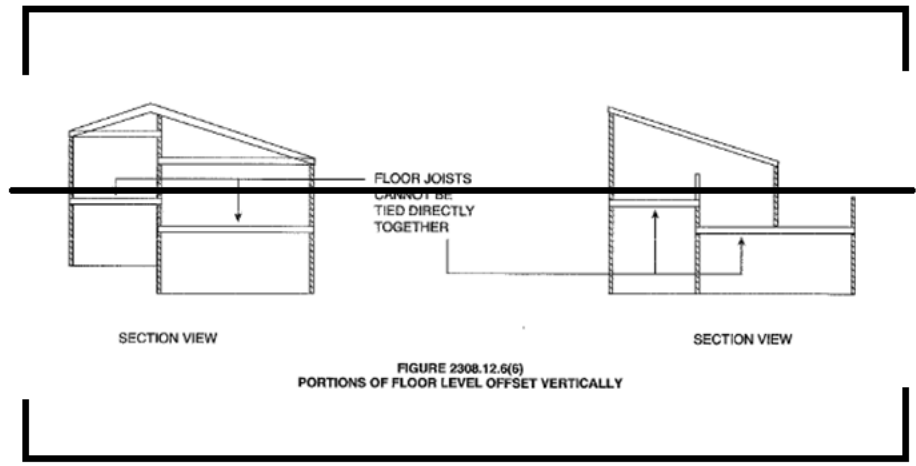 FLOOR JOISTS
CANNOT BE
TIED DIRECTLY
TOGETHER
SECTION VIEW
SECTION VIEW
FIGURE 2308.12.6(6)
PORTIONS OF FLOOR LEVEL OFFSET VERTICALLY